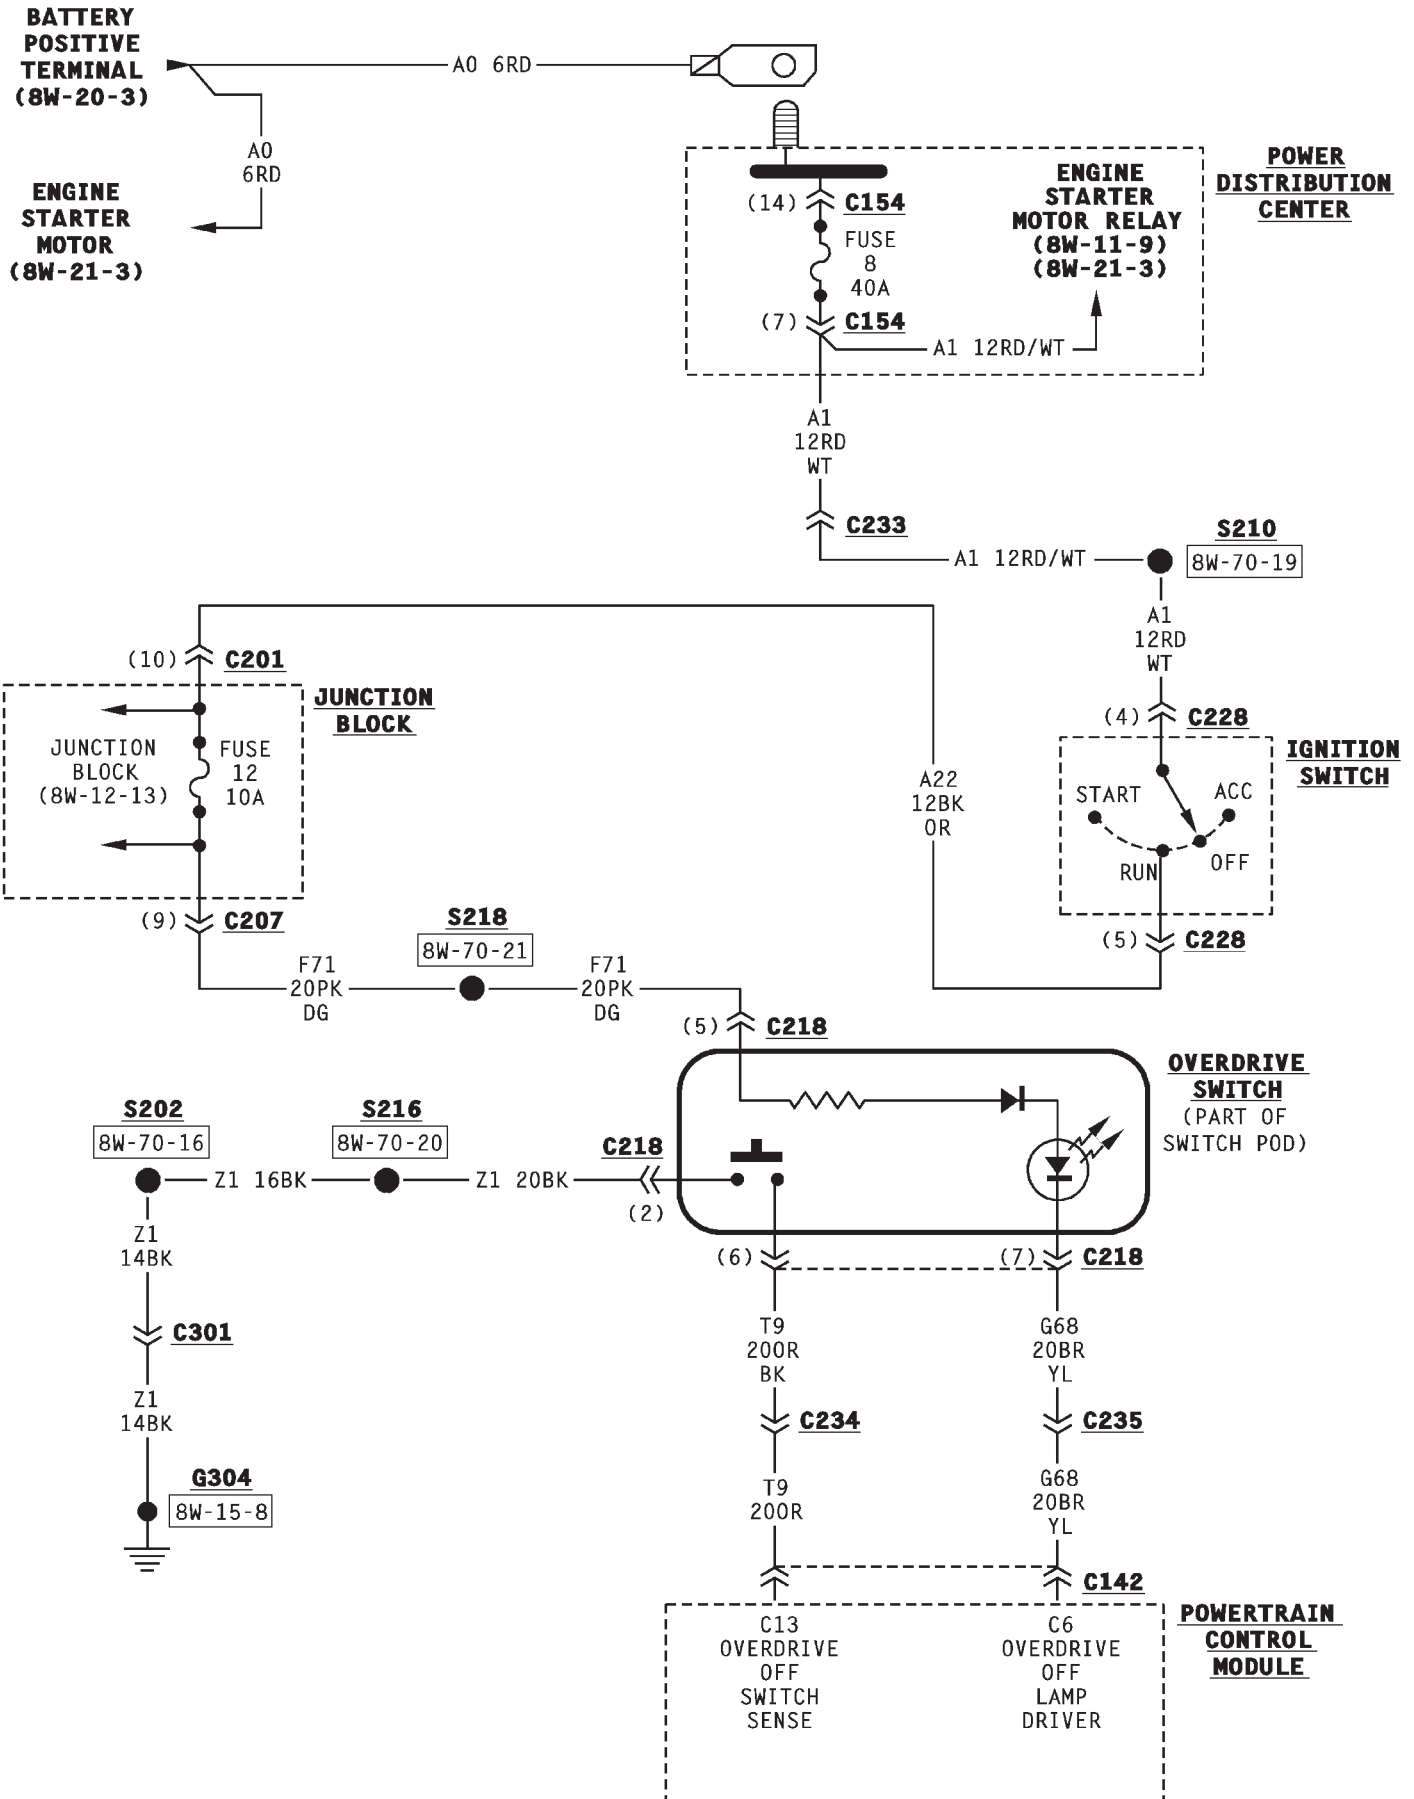 BATTERY
POSITIVE
TERMINAL
(8W-20-3)
A0 6RD
A0
6RD
ENGINE
STARTER
MOTOR
(8W-21-3)
POWER
DISTRIBUTION
CENTER
ENGINE
STARTER
MOTOR RELAY
(8W-11-9)
(8W-21-3)
(14) C154
FUSE
8
40A
(7) C154
A1 12RD/WT
A1
12RD
WT
C233
A1 12RD/WT
S210
8W-70-19
A1
12RD
WT
(4) C228
IGNITION
SWITCH
START
ACC
RUN
OFF
(5) C228
A22
12BK
OR
(10) C201
JUNCTION
BLOCK
JUNCTION
BLOCK
(8W-12-13)
FUSE
12
10A
(9) C207
F71
20PK
DG
S218
8W-70-21
F71
20PK
DG
(5) C218
OVERDRIVE
SWITCH
(PART OF
SWITCH POD)
S202
8W-70-16
S216
8W-70-20
C218
Z1 16BK
Z1 20BK
(2)
Z1
14BK
C301
Z1
14BK
G304
8W-15-8
(6)
(7) C218
T9
20OR
BK
G68
20BR
YL
C234
C235
T9
20OR
G68
20BR
YL
C142
POWERTRAIN
CONTROL
MODULE
C13
OVERDRIVE
OFF
SWITCH
SENSE
C6
OVERDRIVE
OFF
LAMP
DRIVER